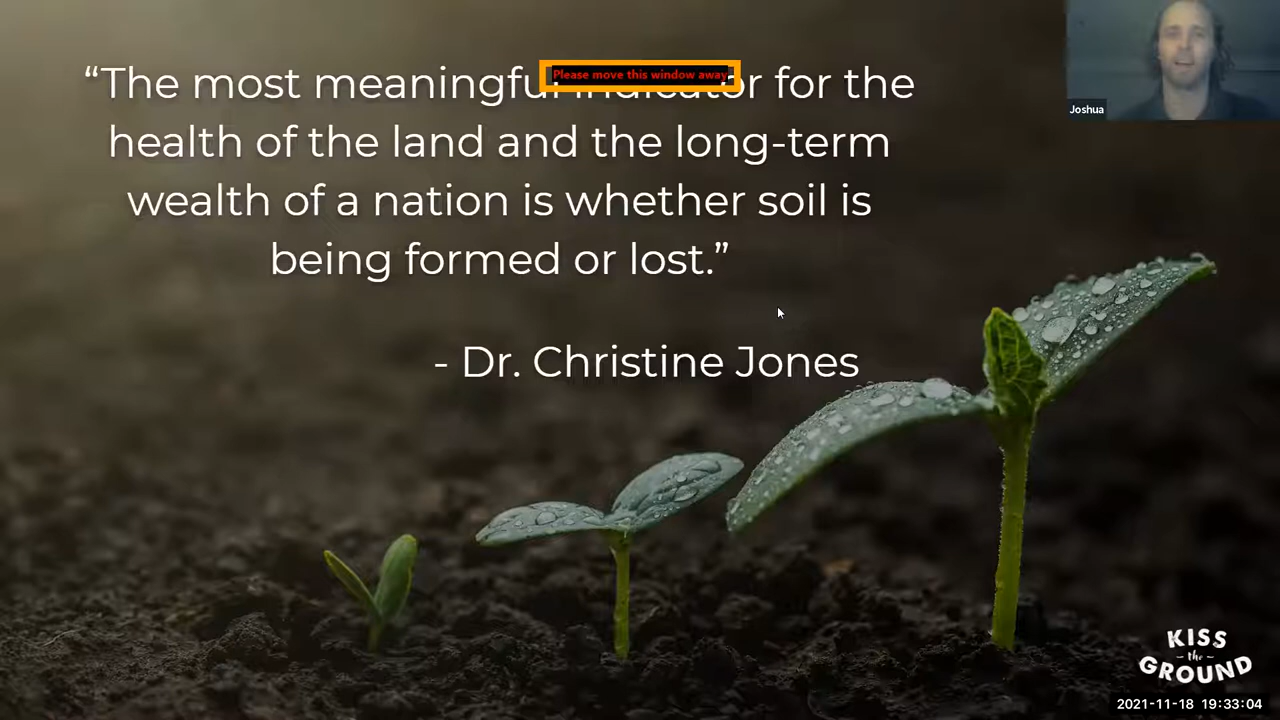 “The most meaningful indicator for the
Please move this window away
health of the land and the long-term
wealth of a nation is whether soil is
being formed or lost.”
- Dr. Christine Jones
Joshua
KISS
the
GROUND
2021-11-18 19:33:04